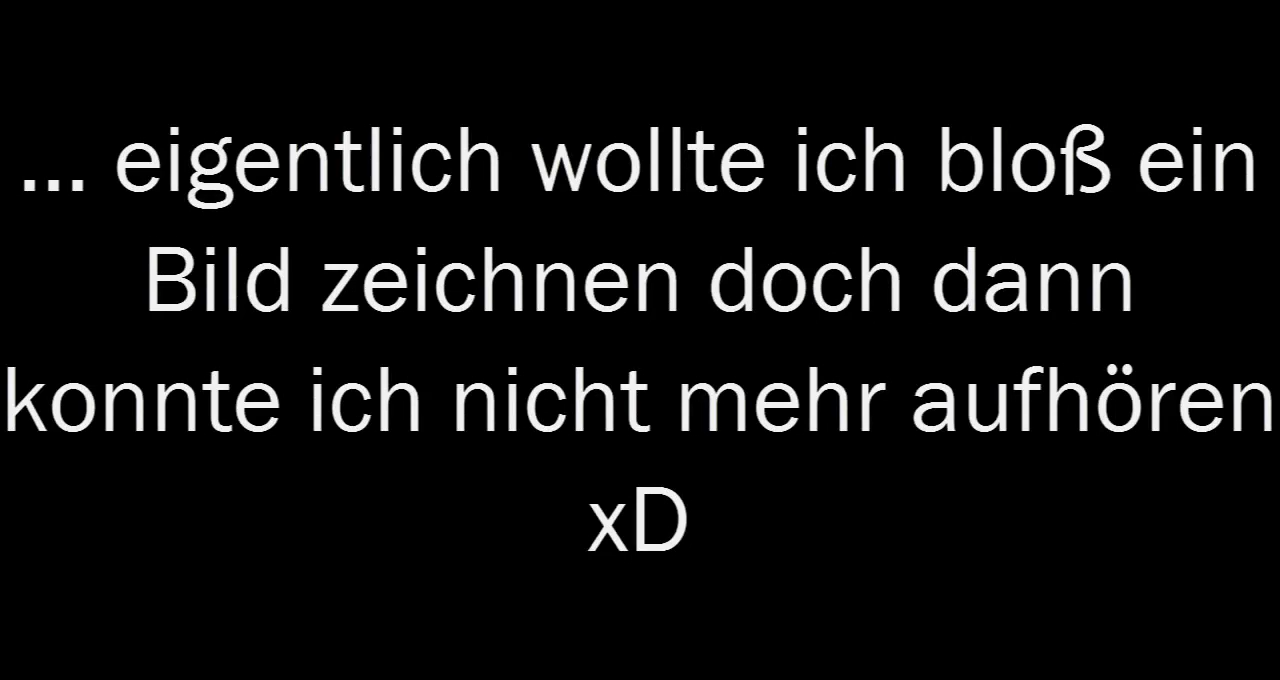 ... eigentlich wollte ich bloß ein
Bild zeichnen doch dann
konnte ich nicht mehr aufhören
xD